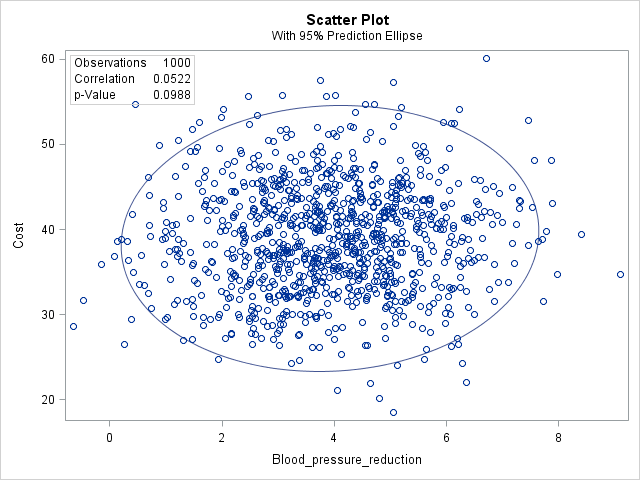 Scatter Plot
With 95% Prediction Ellipse
Observations 1000
Correlation 0.0522
p-Value 0.0988
60
50
40
30
20
Cost
0 2 4 6 8
Blood_pressure_reduction